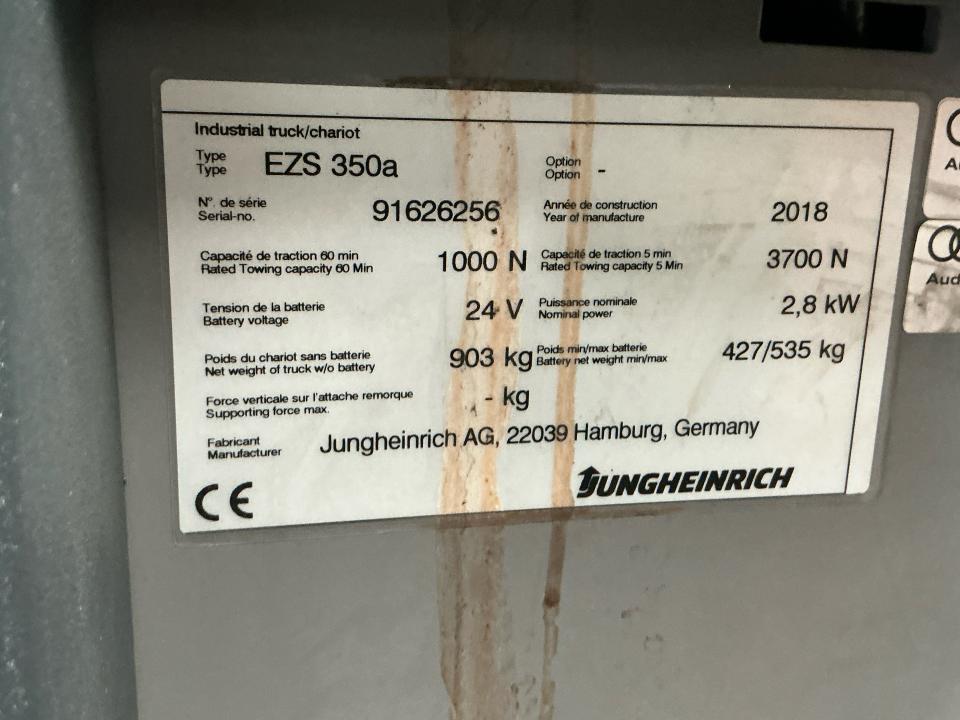 Industrial truck/chariot
Type
Type
EZS 350a
Option
Option
-
N°. de série
Serial-no.
91626256
Année de construction
Year of manufacture
2018
Capacité de traction 60 min
Rated Towing capacity 60 Min
1000 N
Capacité de traction 5 min
Rated Towing capacity 5 Min
3700 N
Tension de la batterie
Battery voltage
24 V
Puissance nominale
Nominal power
2,8 kW
Poids du chariot sans batterie
Net weight of truck w/o battery
903 kg
Poids min/max batterie
Battery net weight min/max
427/535 kg
Force verticale sur l'attache remorque
Supporting force max.
- kg
Fabricant
Manufacturer
Jungheinrich AG, 22039 Hamburg, Germany
CE
JUNGHEINRICH